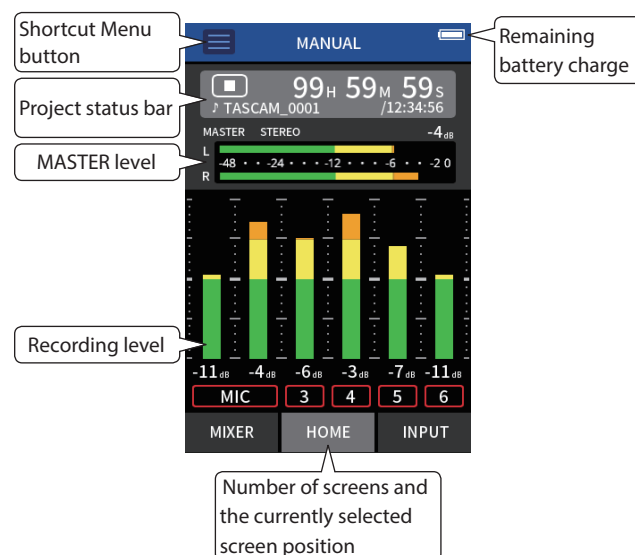 Shortcut Menu
button
MANUAL
Remaining
battery charge
Project status bar
99H 59M 59S
♪ TASCAM_0001 /12:34:56
MASTER level
MASTER STEREO -4dB
L
-48 · · -24 · · · -12 · · · -6 · · -2 0
R
Recording level
-11dB -4dB -6dB -3dB -7dB -11dB
MIC 3 4 5 6
MIXER HOME INPUT
Number of screens and
the currently selected
screen position